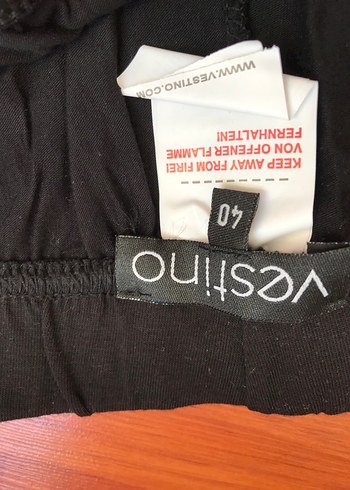 vestino
40
KEEP AWAY FROM FIRE!
VON OFFENER FLAMME
FERNHALTEN!
WWW.VESTINO.COM